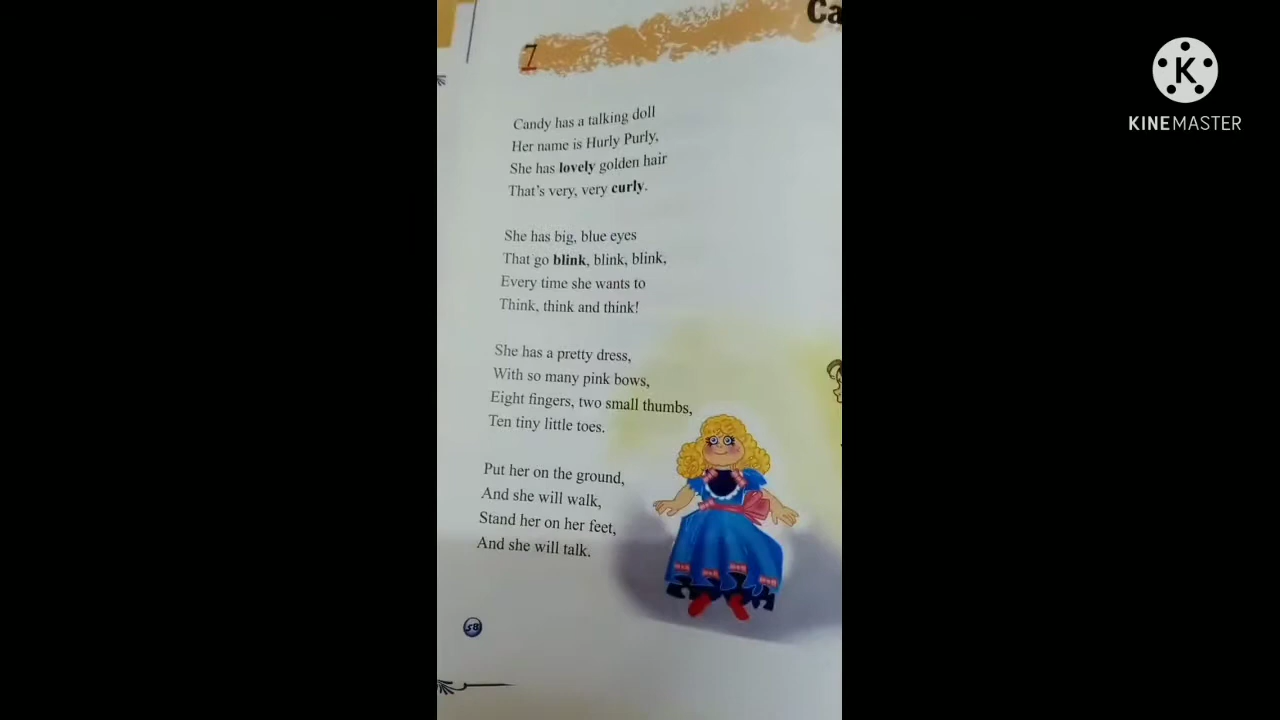 Ca
7
Candy has a talking doll
Her name is Hurly Purly,
She has lovely golden hair
That's very, very curly.
She has big, blue eyes
That go blink, blink, blink,
Every time she wants to
Think, think and think!
She has a pretty dress,
With so many pink bows,
Eight fingers, two small thumbs,
Ten tiny little toes.
Put her on the ground,
And she will walk,
Stand her on her feet,
And she will talk.
58
K
KINEMASTER